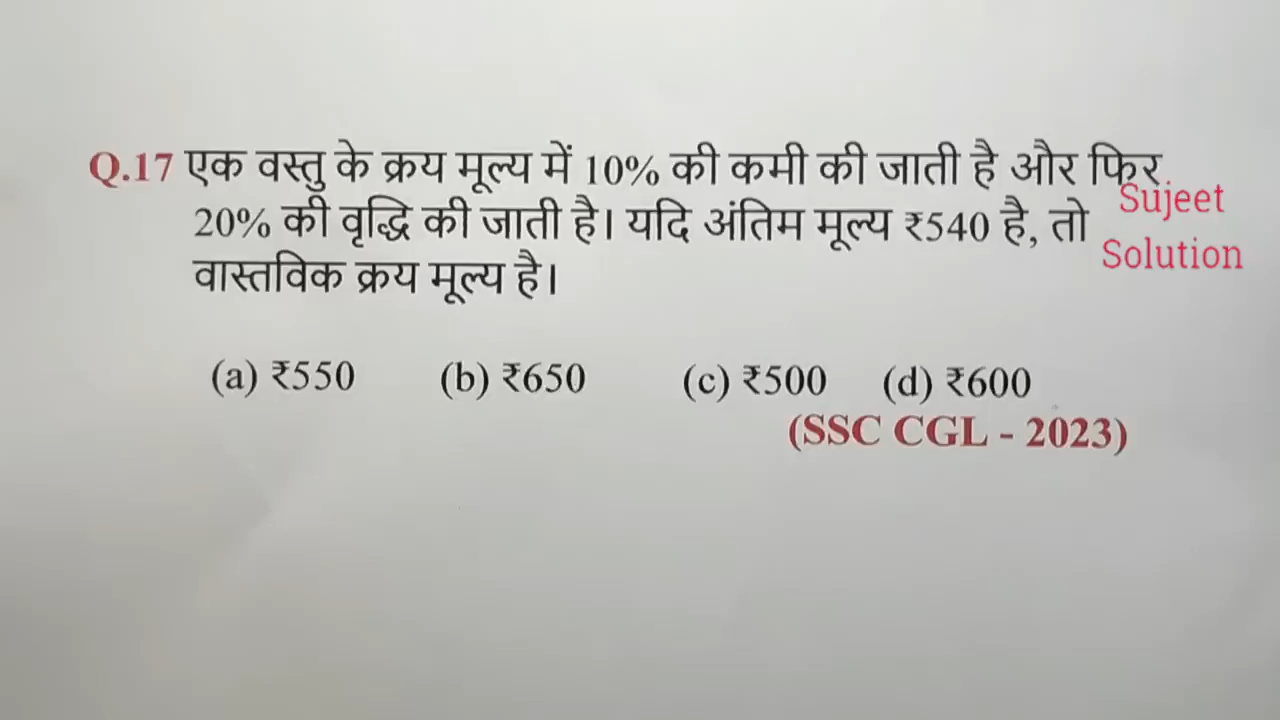 Q.17 एक वस्तु के क्रय मूल्य में 10% की कमी की जाती है और फिर
20% की वृद्धि की जाती है। यदि अंतिम मूल्य ₹540 है, तो
वास्तविक क्रय मूल्य है।
Sujeet
Solution
(a) ₹550 (b) ₹650 (c) ₹500 (d) ₹600
(SSC CGL - 2023)